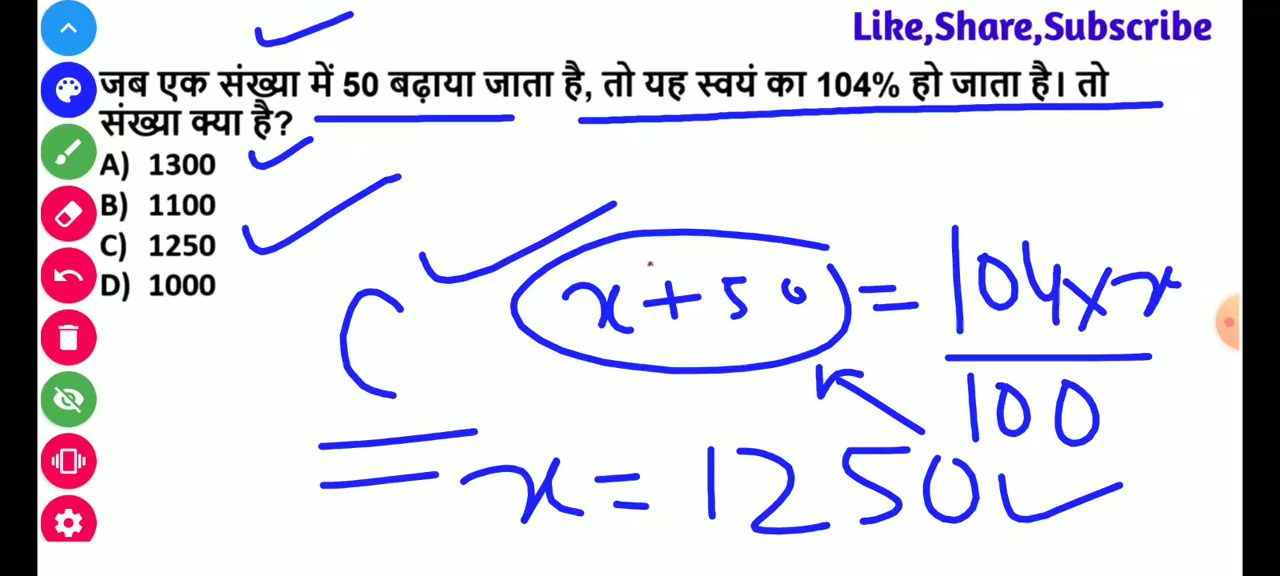 Like,Share,Subscribe
जब एक संख्या में 50 बढ़ाया जाता है, तो यह स्वयं का 104% हो जाता है। तो
संख्या क्या है?
A) 1300
B) 1100
C) 1250
D) 1000
C
x+50 = 104×x
100
x = 1250